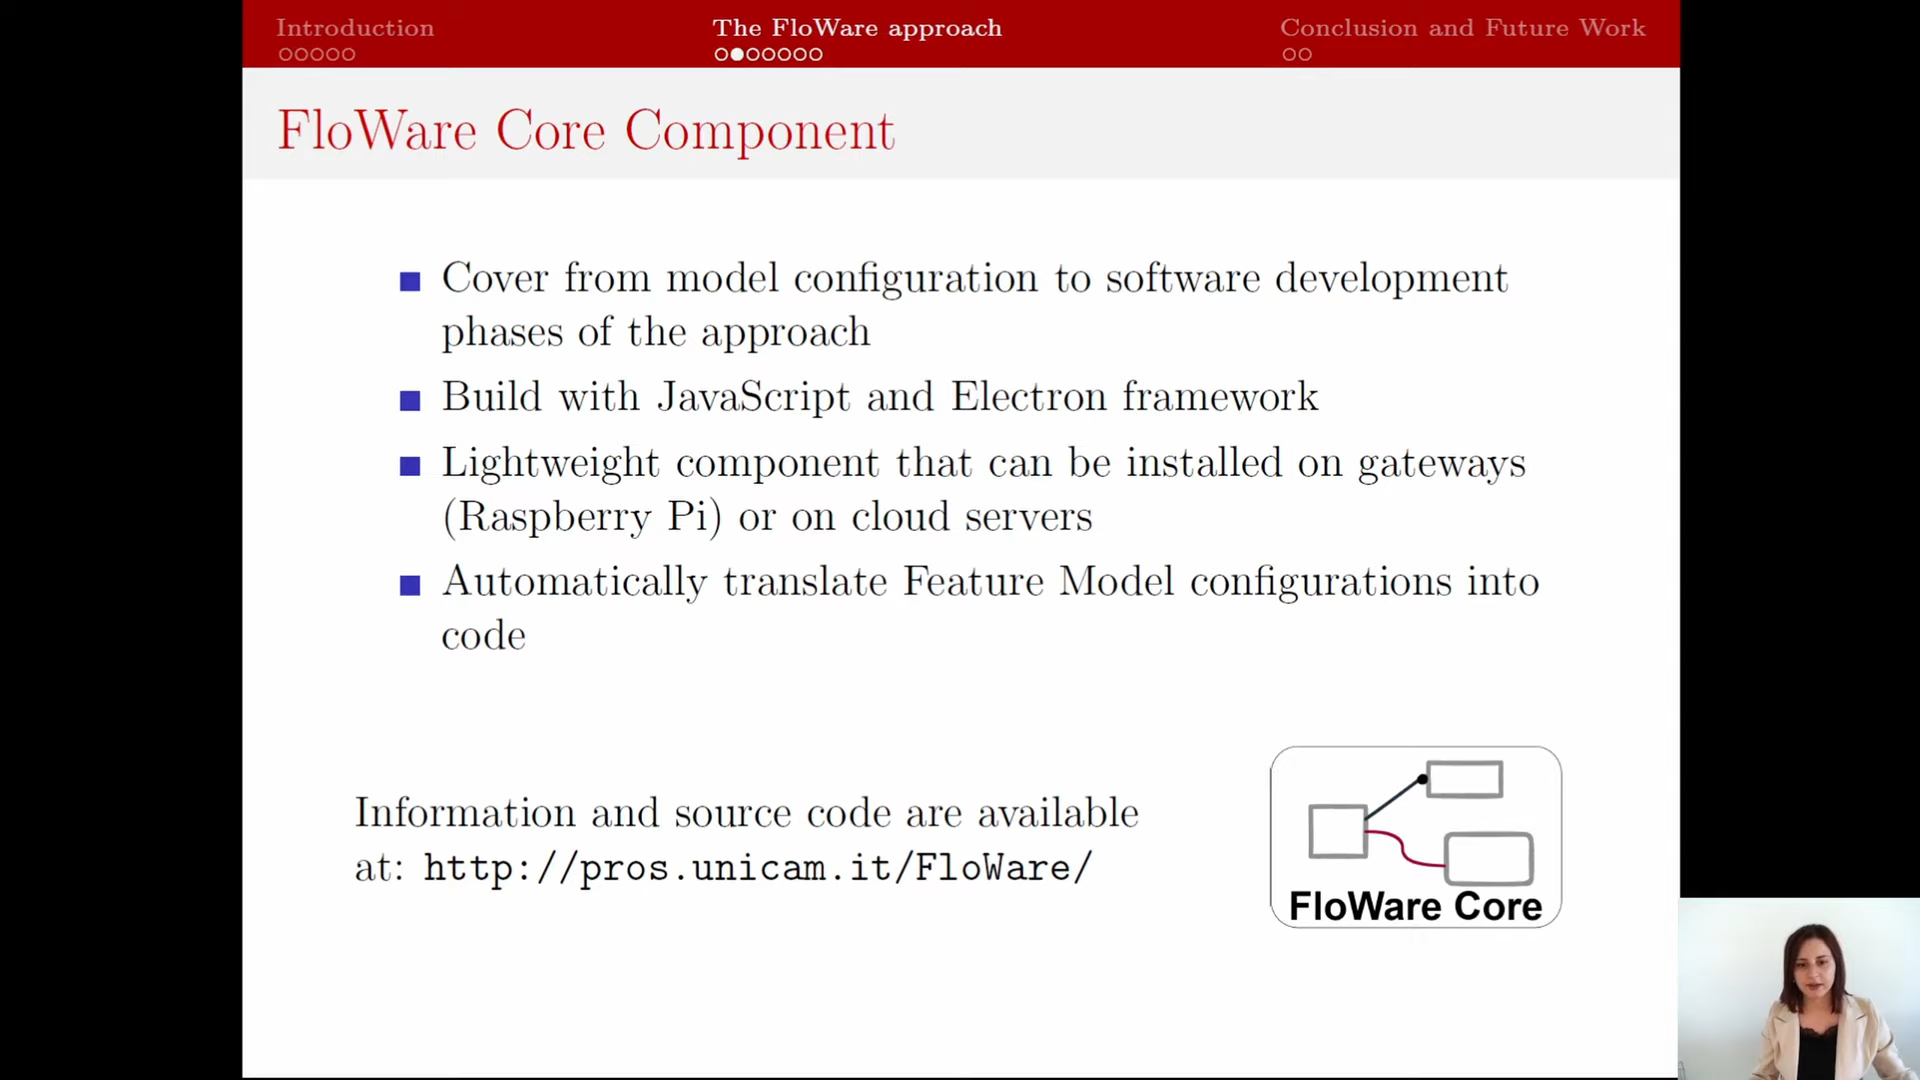 Introduction
The FloWare approach
Conclusion and Future Work
FloWare Core Component
Cover from model configuration to software development
phases of the approach
Build with JavaScript and Electron framework
Lightweight component that can be installed on gateways
(Raspberry Pi) or on cloud servers
Automatically translate Feature Model configurations into
code
Information and source code are available
at: http://pros.unicam.it/FloWare/
FloWare Core